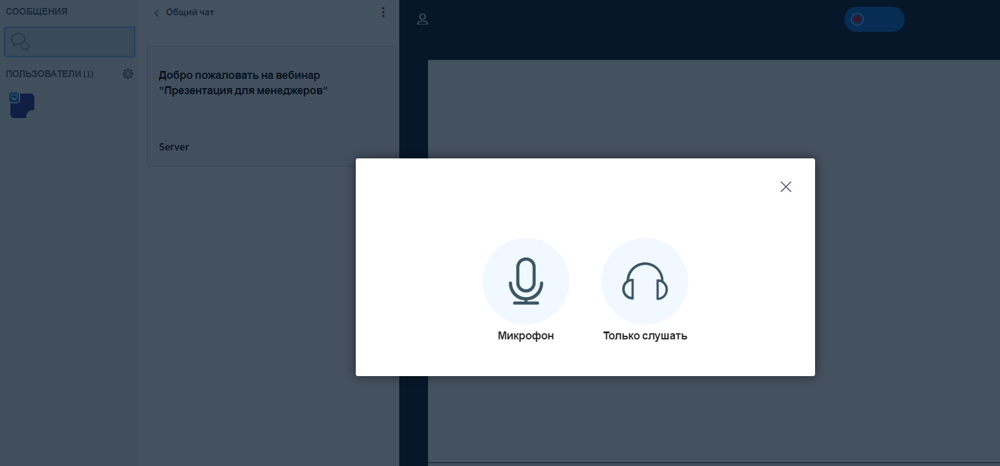 СООБЩЕНИЯ
Общий чат
ПОЛЬЗОВАТЕЛИ (1)
Добро пожаловать на вебинар
"Презентация для менеджеров"
Server
Микрофон
Только слушать